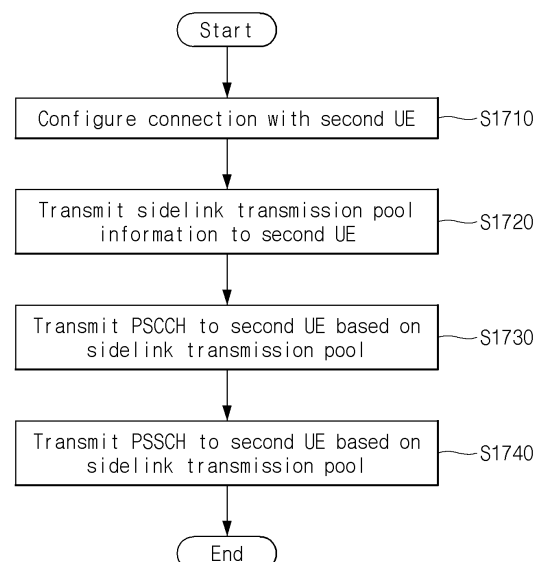 Start
Configure connection with second UE
S1710
Transmit sidelink transmission pool
information to second UE
S1720
Transmit PSCCH to second UE based on
sidelink transmission pool
S1730
Transmit PSSCH to second UE based on
sidelink transmission pool
S1740
End